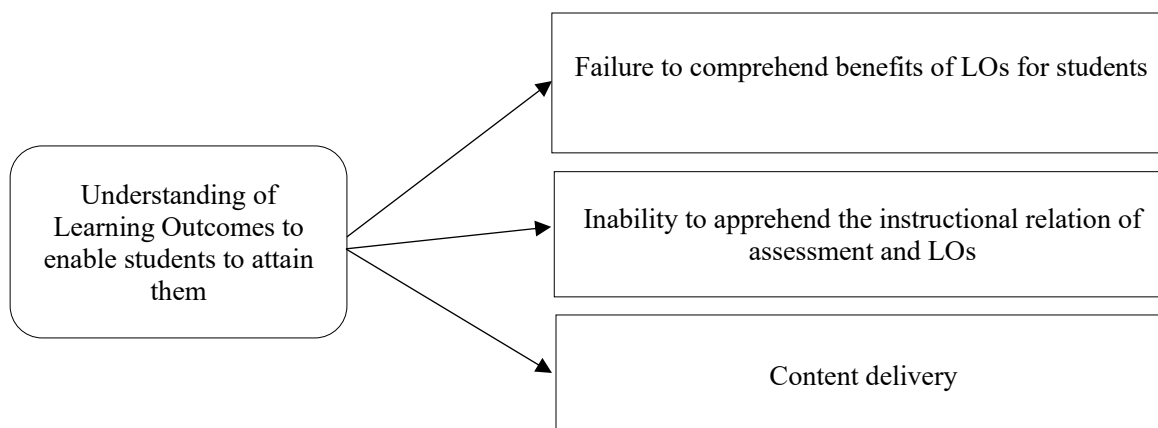 Failure to comprehend benefits of LOs for students
Understanding of
Learning Outcomes to
enable students to attain
them
Inability to apprehend the instructional relation of
assessment and LOs
Content delivery